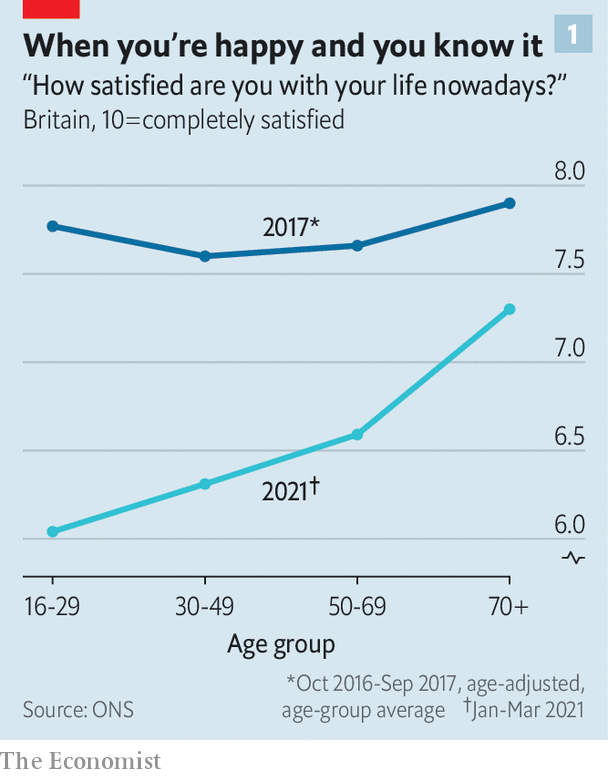 When you're happy and you know it
1
“How satisfied are you with your life nowadays?”
Britain, 10=completely satisfied
8.0
2017*
7.5
7.0
6.5
2021†
6.0
16-29 30-49 50-69 70+
Age group
*Oct 2016-Sep 2017, age-adjusted,
Source: ONS age-group average †Jan-Mar 2021
The Economist